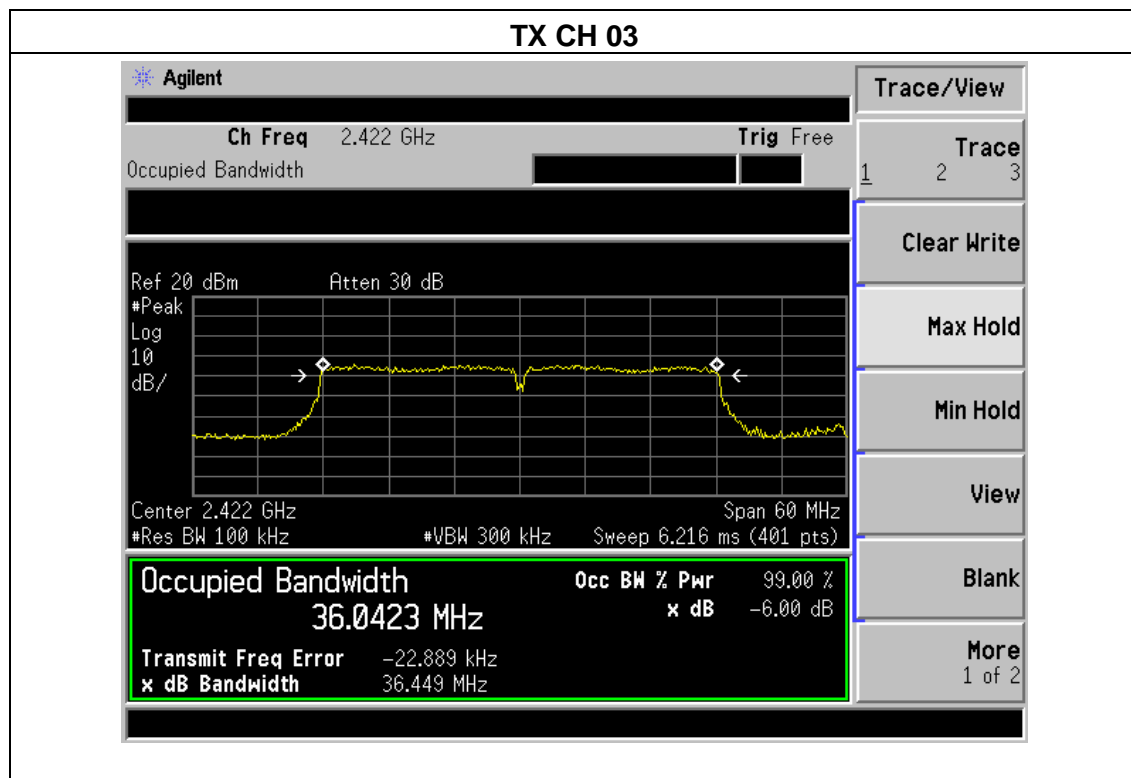 TX CH 03
Agilent
Trace/View
Ch Freq 2.422 GHz Trig Free
Occupied Bandwidth
Trace
1 2 3
Clear Write
Max Hold
Min Hold
View
Blank
More
1 of 2
Ref 20 dBm Atten 30 dB
#Peak
Log
10
dB/
Center 2.422 GHz Span 60 MHz
#Res BW 100 kHz #VBW 300 kHz Sweep 6.216 ms (401 pts)
Occupied Bandwidth Occ BW % Pwr 99.00 %
36.0423 MHz x dB -6.00 dB
Transmit Freq Error -22.889 kHz
x dB Bandwidth 36.449 MHz